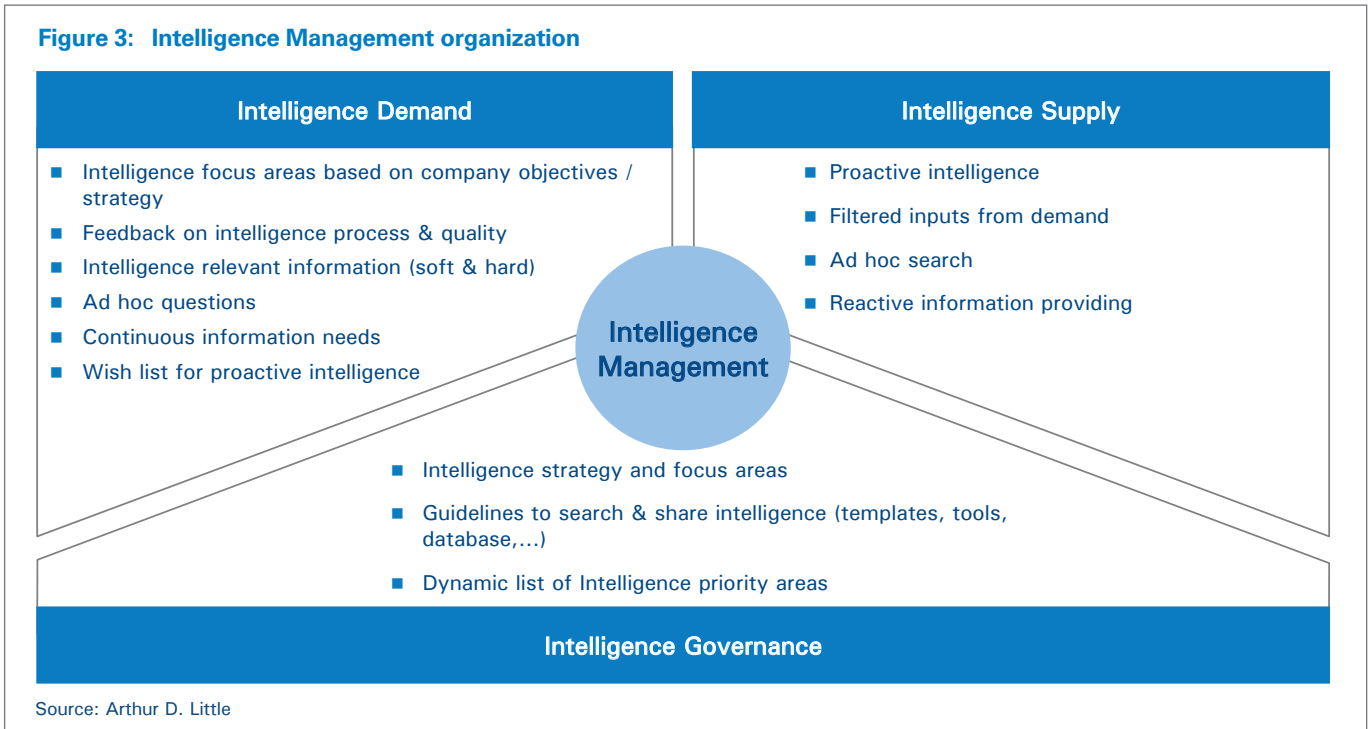 Figure 3: Intelligence Management organization
Intelligence Demand
Intelligence focus areas based on company objectives /
strategy
Feedback on intelligence process & quality
Intelligence relevant information (soft & hard)
Ad hoc questions
Continuous information needs
Wish list for proactive intelligence
Intelligence Supply
Proactive intelligence
Filtered inputs from demand
Ad hoc search
Reactive information providing
Intelligence
Management
Intelligence strategy and focus areas
Guidelines to search & share intelligence (templates, tools,
database,...)
Dynamic list of Intelligence priority areas
Intelligence Governance
Source: Arthur D. Little